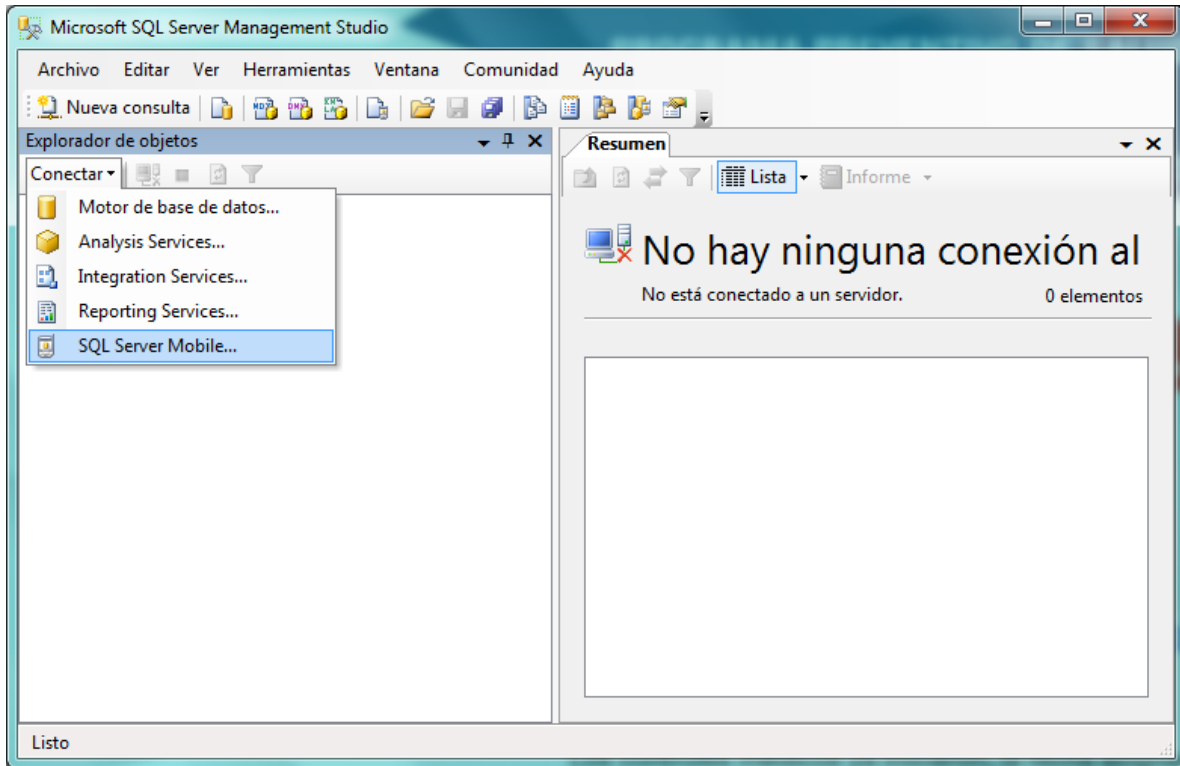 Microsoft SQL Server Management Studio
Archivo Editar Ver Herramientas Ventana Comunidad Ayuda
Nueva consulta
Explorador de objetos
Conectar
Motor de base de datos...
Analysis Services...
Integration Services...
Reporting Services...
SQL Server Mobile...
Resumen
Lista Informe
No hay ninguna conexión al
No está conectado a un servidor. 0 elementos
Listo